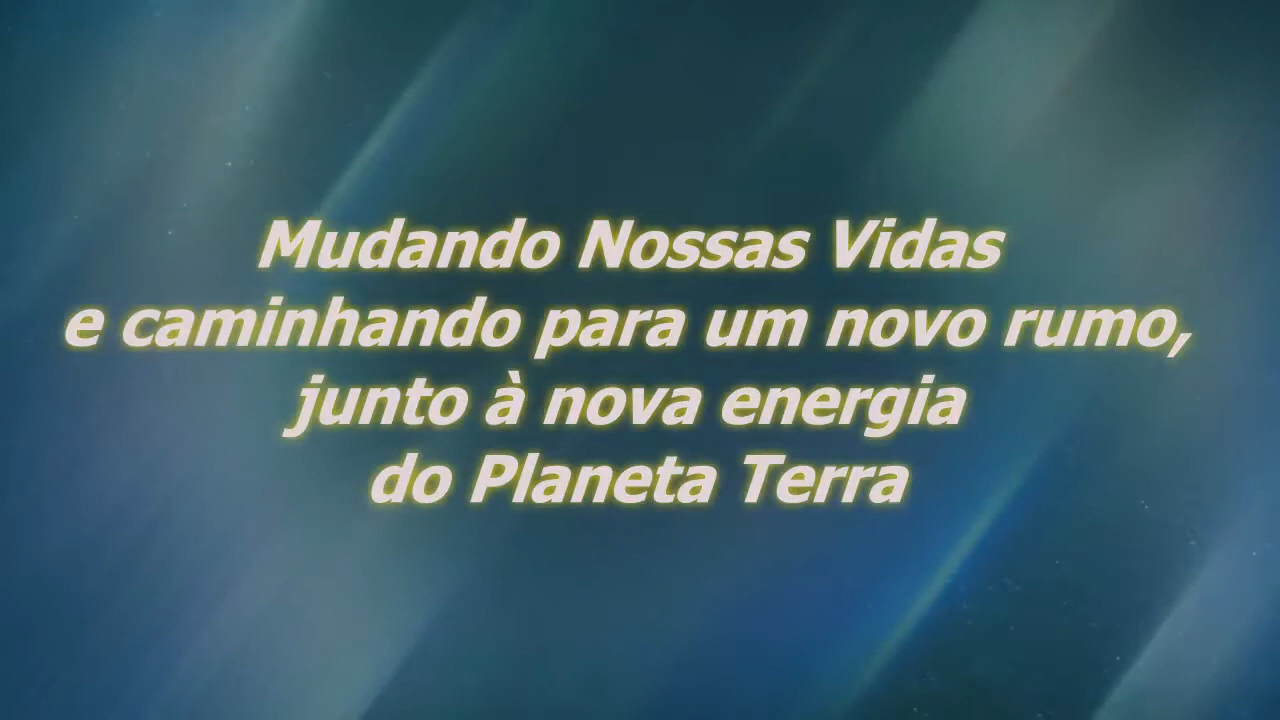 Mudando Nossas Vidas
e caminhando para um novo rumo,
junto à nova energia
do Planeta Terra